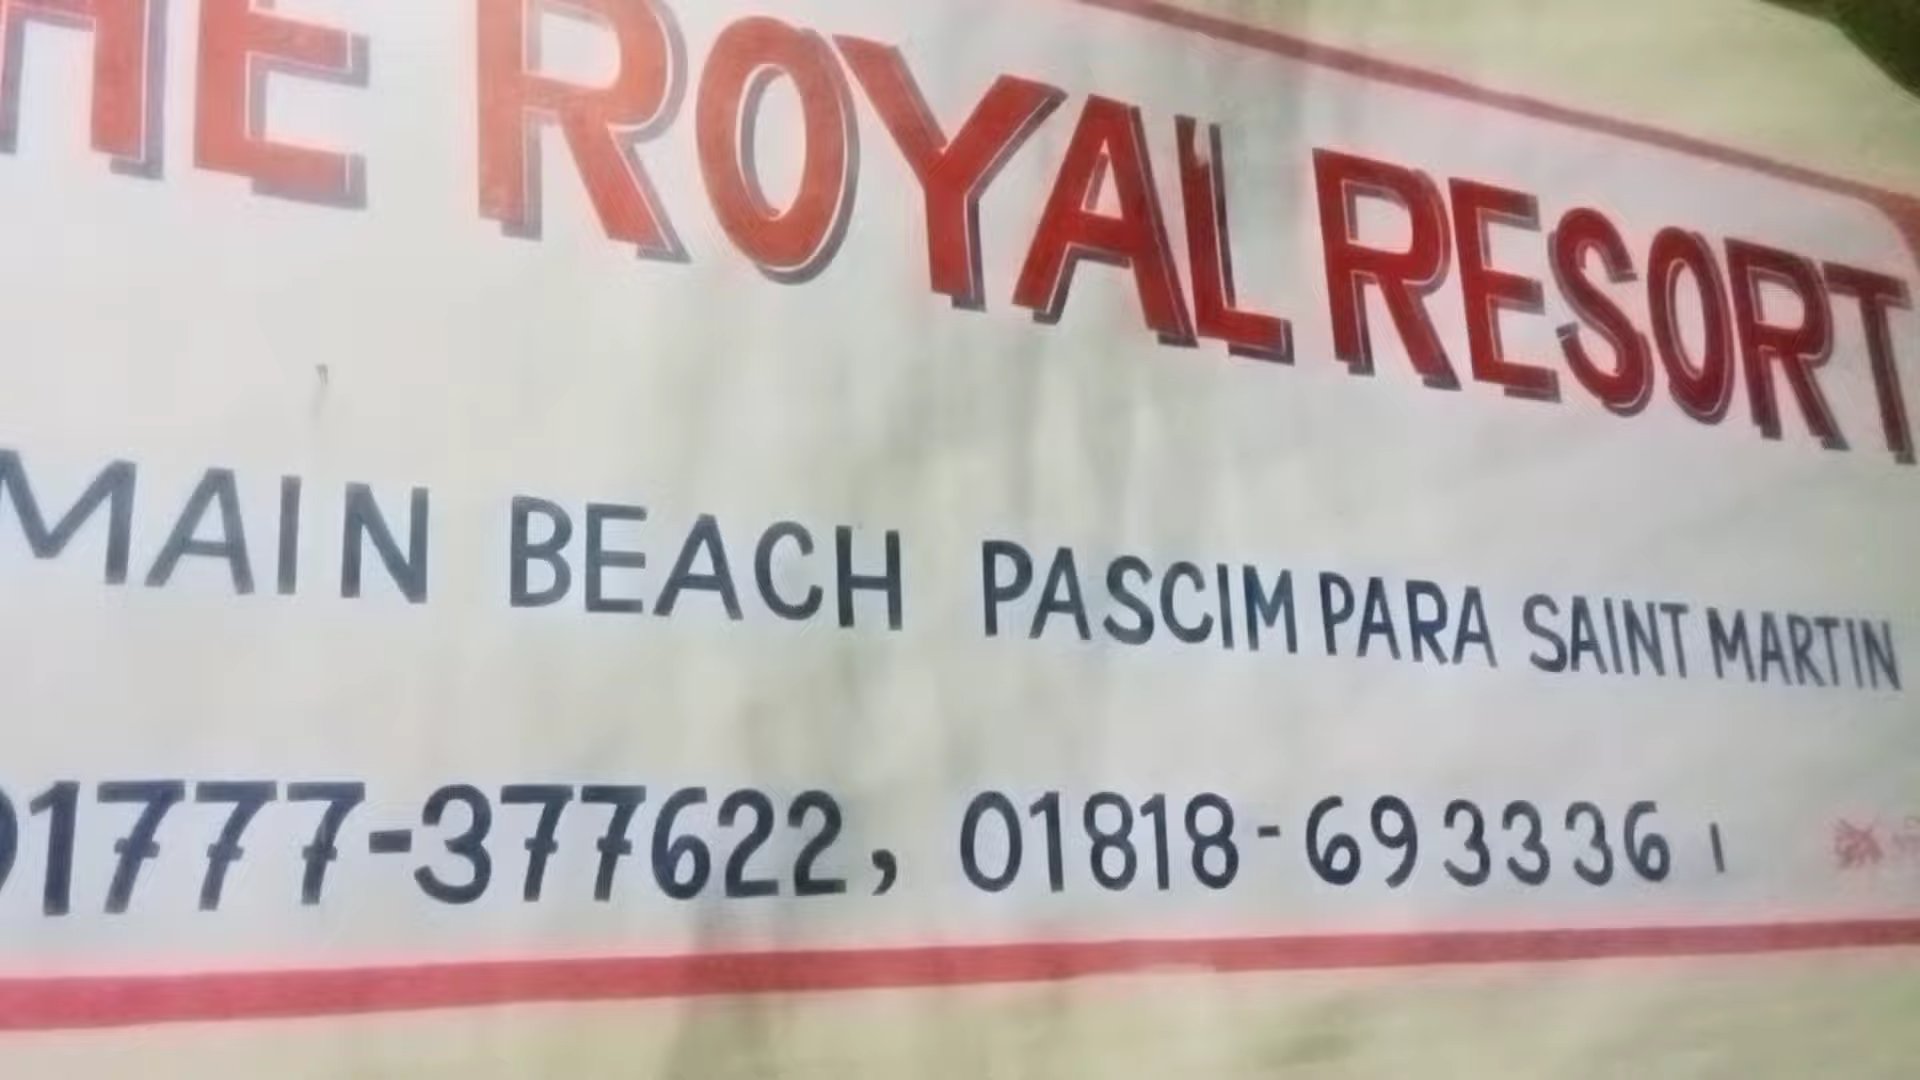 HE ROYAL RESORT
MAIN BEACH PASCIM PARA SAINT MARTIN
01777-377622, 01818-693336।